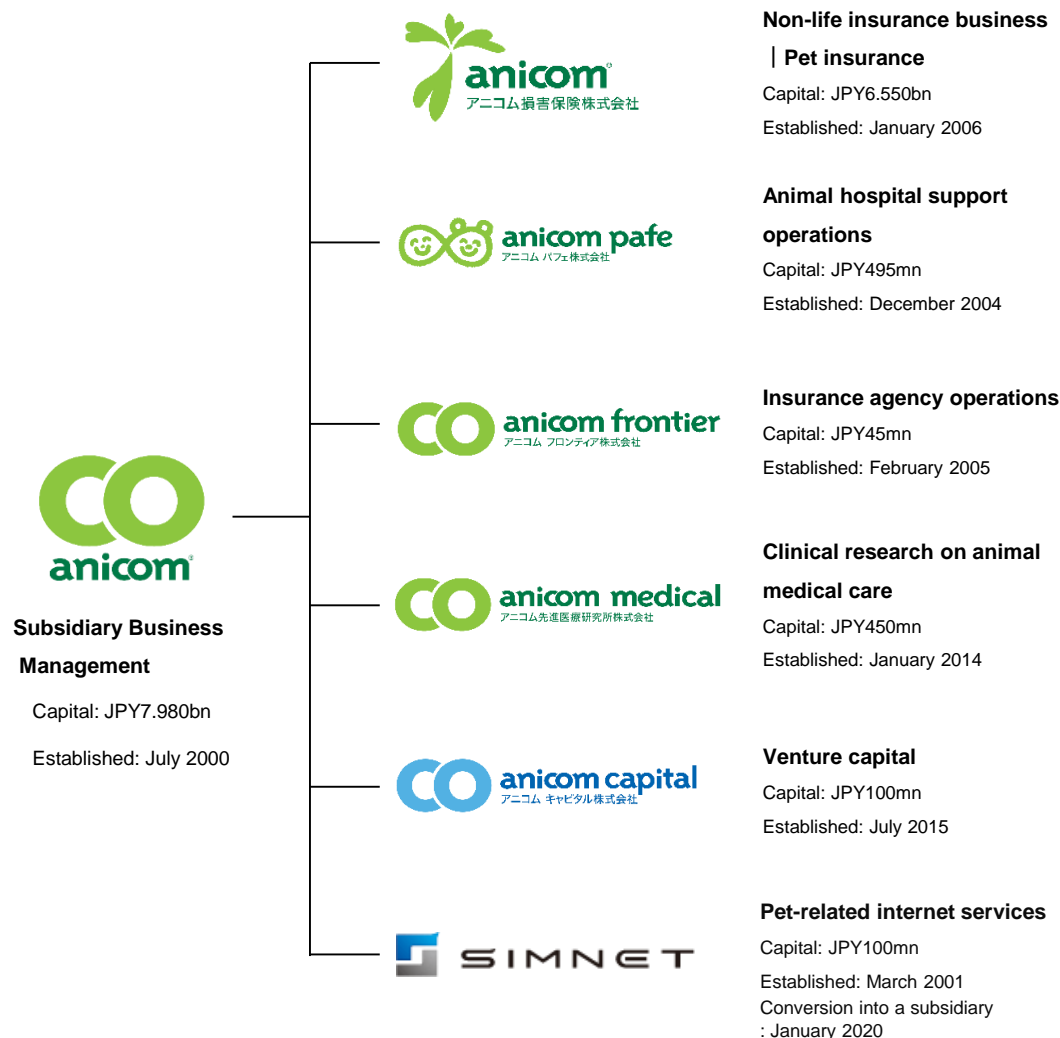 CO
anicom®
Subsidiary Business
Management
Capital: JPY7.980bn
Established: July 2000
anicom®
アニコム損害保険株式会社
Non-life insurance business
｜Pet insurance
Capital: JPY6.550bn
Established: January 2006
anicom pafe
アニコム パフェ株式会社
Animal hospital support
operations
Capital: JPY495mn
Established: December 2004
CO anicom frontier
アニコム フロンティア株式会社
Insurance agency operations
Capital: JPY45mn
Established: February 2005
CO anicom medical
アニコム先進医療研究所株式会社
Clinical research on animal
medical care
Capital: JPY450mn
Established: January 2014
CO anicom capital
アニコム キャピタル株式会社
Venture capital
Capital: JPY100mn
Established: July 2015
SIMNET
Pet-related internet services
Capital: JPY100mn
Established: March 2001
Conversion into a subsidiary
: January 2020